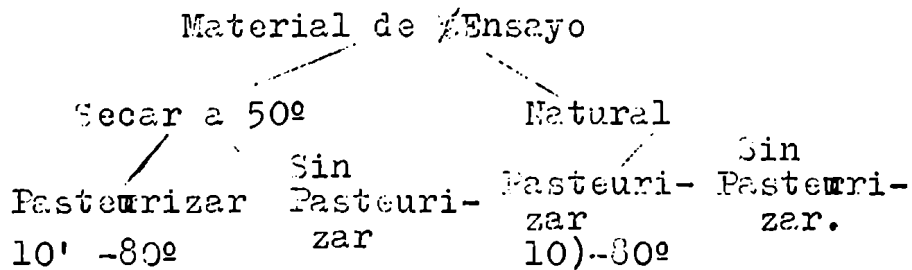 Material de Ensayo
Secar a 50º
Natural
Pasteurizar
10' -80º
Sin
Pasteuri-
zar
Pasteuri-
zar
10)-80º
Sin
Pasteuri-
zar.